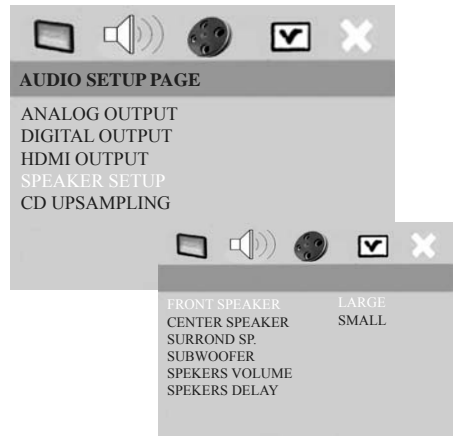 AUDIO SETUP PAGE
ANALOG OUTPUT
DIGITAL OUTPUT
HDMI OUTPUT
SPEAKER SETUP
CD UPSAMPLING
FRONT SPEAKER LARGE
CENTER SPEAKER SMALL
SURROND SP.
SUBWOOFER
SPEKERS VOLUME
SPEKERS DELAY